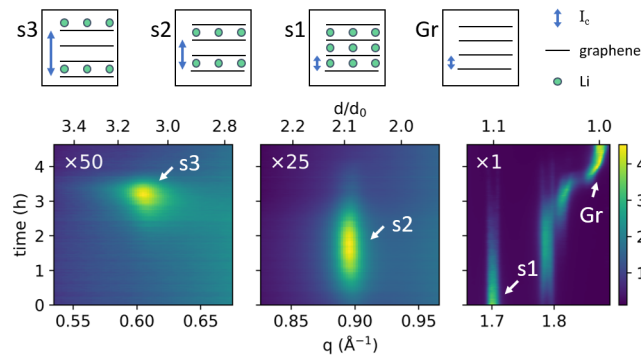 s3
s2
s1
Gr
I_c
graphene
Li
d/d₀
3.4 3.2 3.0 2.8
2.2 2.1 2.0
1.1 1.0
×50
×25
×1
s3
s2
s1
Gr
time (h)
4
3
2
1
0
4
3
2
1
0.55 0.60 0.65
0.85 0.90 0.95
1.7 1.8
q (Å⁻¹)